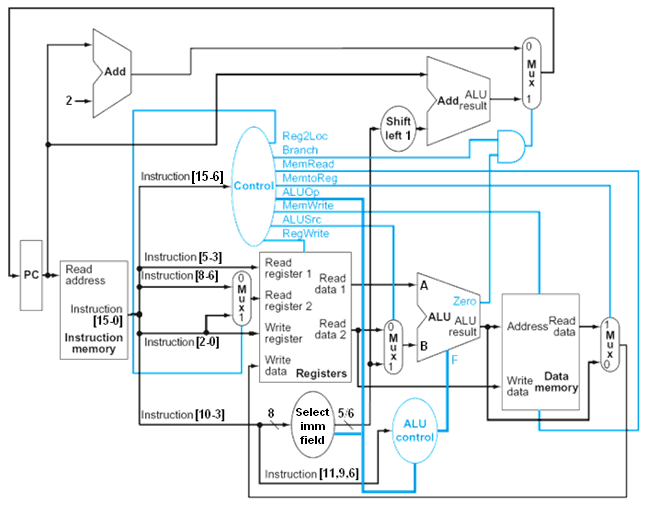 0
Mux
1
Add
2
Add
ALU
result
Shift
left 1
Reg2Loc
Branch
MemRead
MemtoReg
ALUOp
MemWrite
ALUSrc
RegWrite
Control
Instruction [15-6]
Instruction [5-3]
Instruction [8-6]
Instruction [2-0]
Instruction [10-3]
Instruction [11,9,6]
PC
Read
address
Instruction
[15-0]
Instruction
memory
0
Mux
1
Read
register 1
Read
register 2
Write
register
Write
data
Read
data 1
Read
data 2
Registers
0
Mux
1
A
B
Zero
ALU
ALU
result
F
Address
Read
data
Write
data
Data
memory
1
Mux
0
8
Select
imm
field
5/6
ALU
control